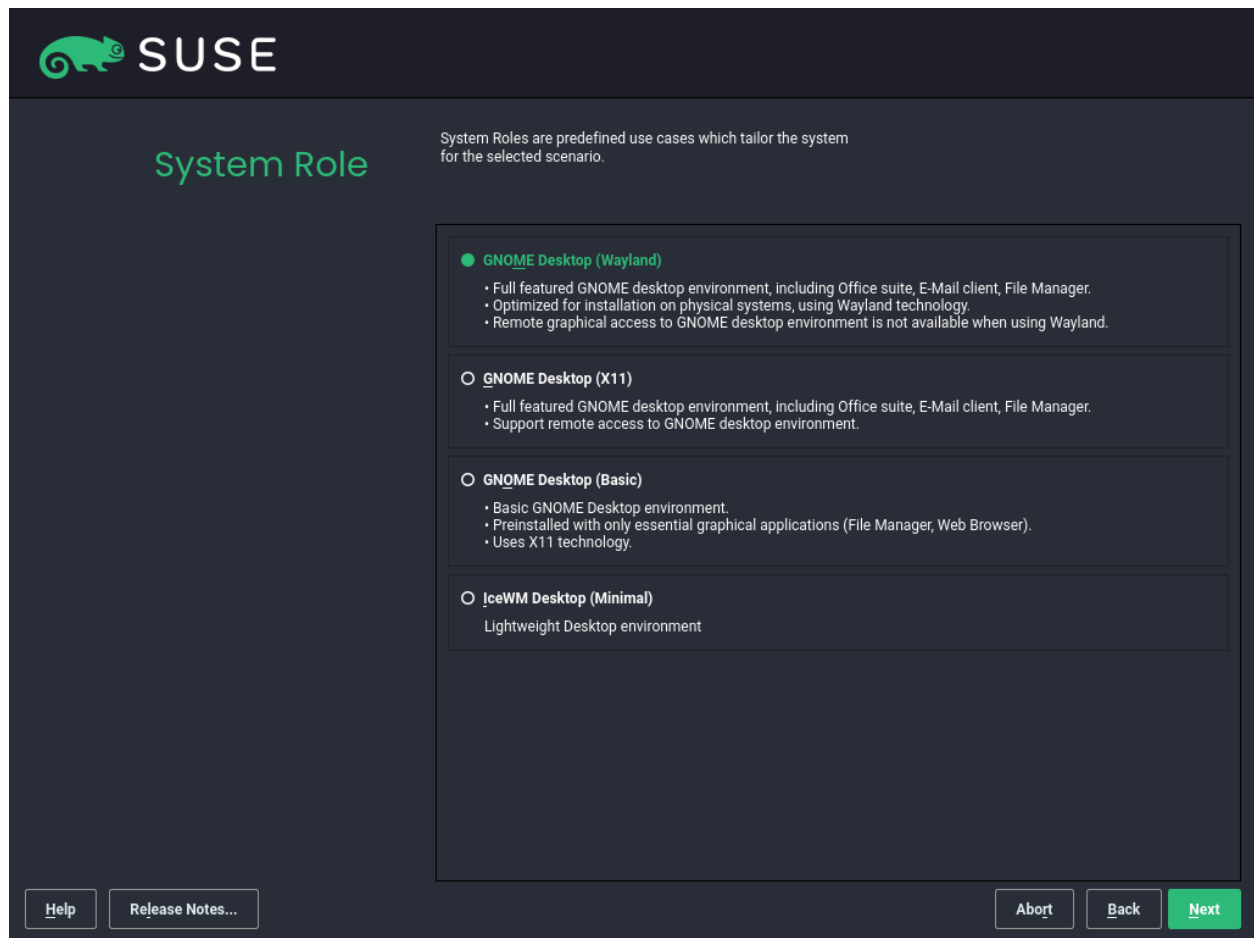 SUSE
System Role
System Roles are predefined use cases which tailor the system
for the selected scenario.
GNOME Desktop (Wayland)
• Full featured GNOME desktop environment, including Office suite, E-Mail client, File Manager.
• Optimized for installation on physical systems, using Wayland technology.
• Remote graphical access to GNOME desktop environment is not available when using Wayland.
GNOME Desktop (X11)
• Full featured GNOME desktop environment, including Office suite, E-Mail client, File Manager.
• Support remote access to GNOME desktop environment.
GNOME Desktop (Basic)
• Basic GNOME Desktop environment.
• Preinstalled with only essential graphical applications (File Manager, Web Browser).
• Uses X11 technology.
IceWM Desktop (Minimal)
Lightweight Desktop environment
Help
Release Notes...
Abort
Back
Next